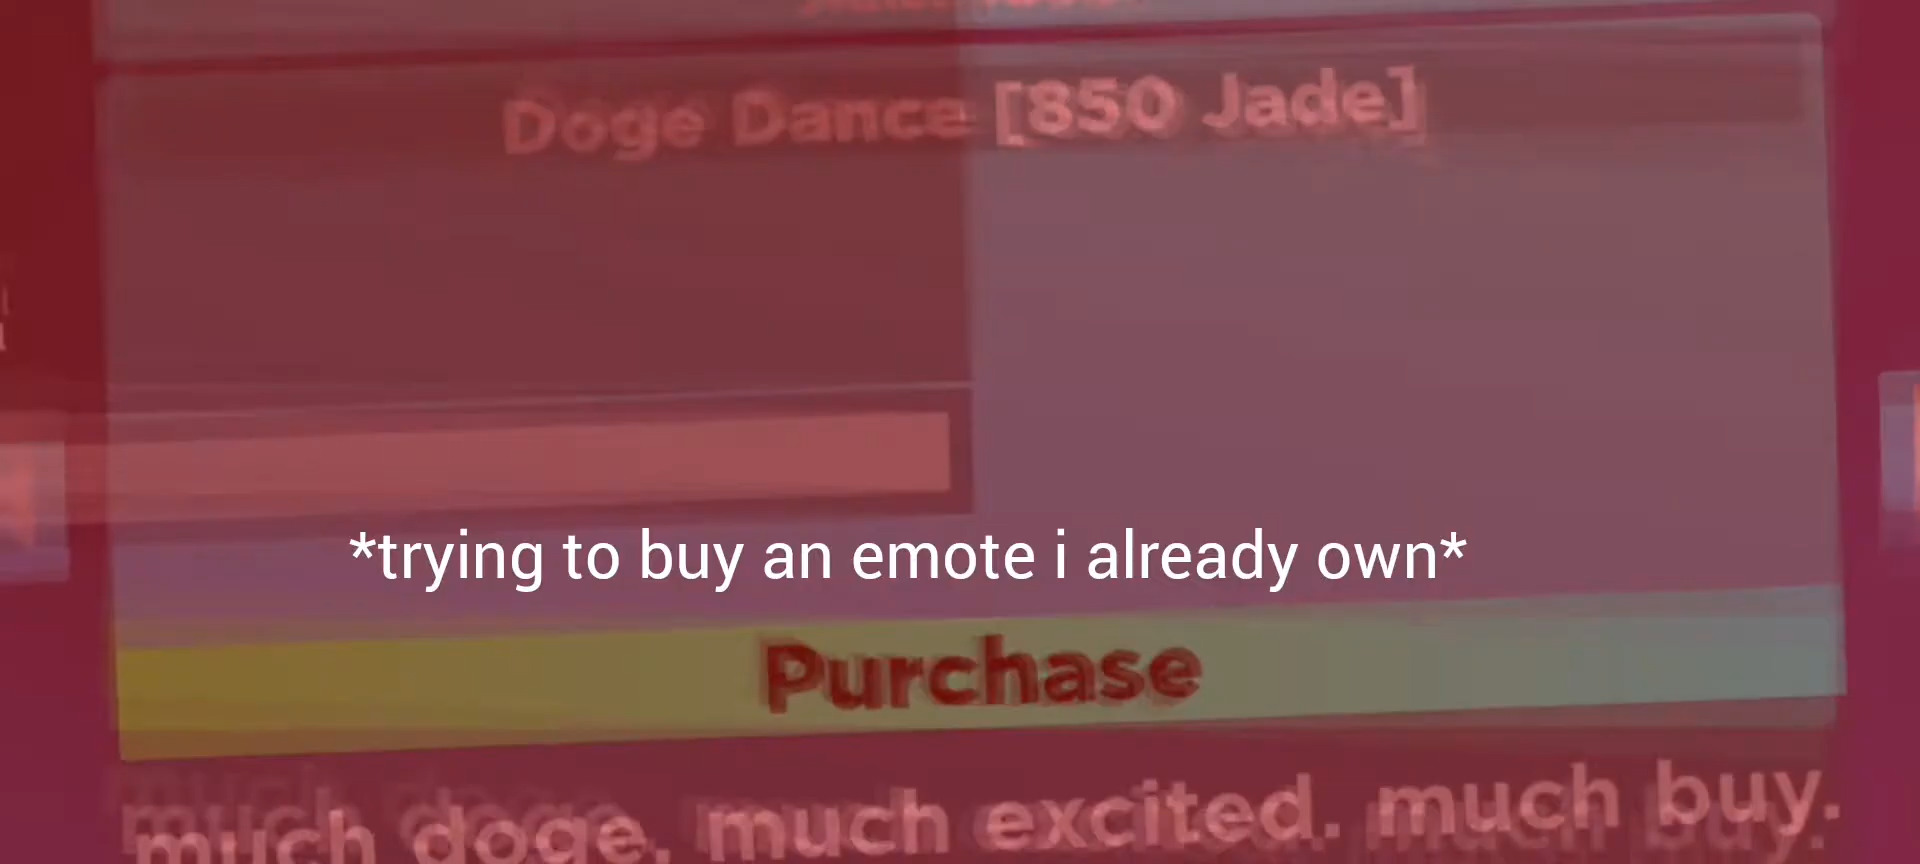 Doge Dance [850 Jade]
*trying to buy an emote i already own*
Purchase
much doge. much excited. much buy.